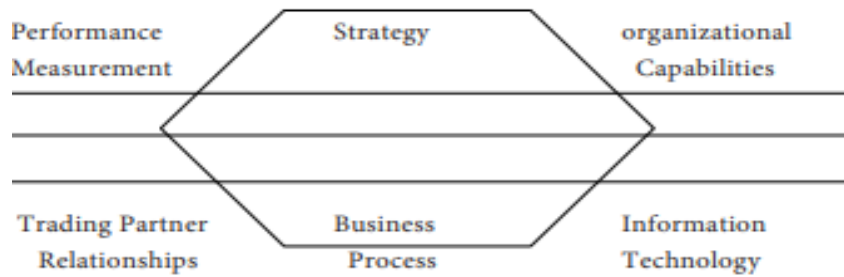 Performance Strategy organizational
Measurement Capabilities
Trading Partner Business Information
Relationships Process Technology